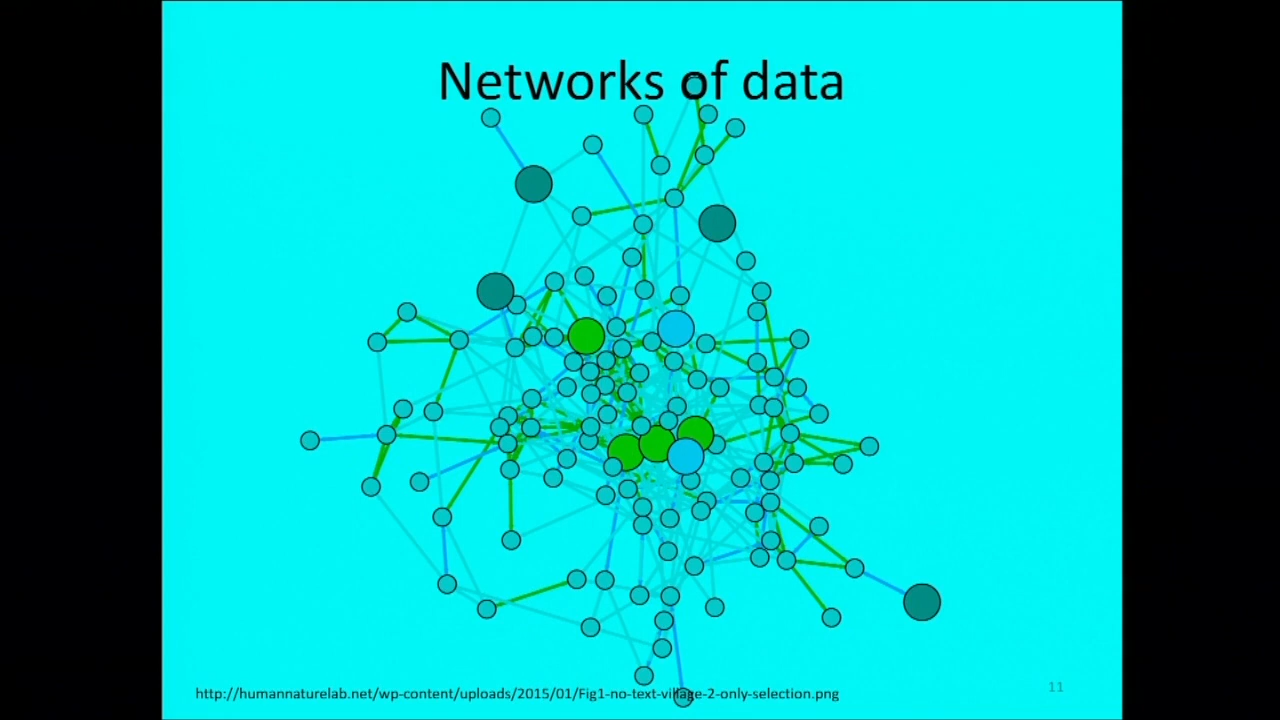 Networks of data
http://humannaturelab.net/wp-content/uploads/2015/01/Fig1-no-text-village-2-only-selection.png
11